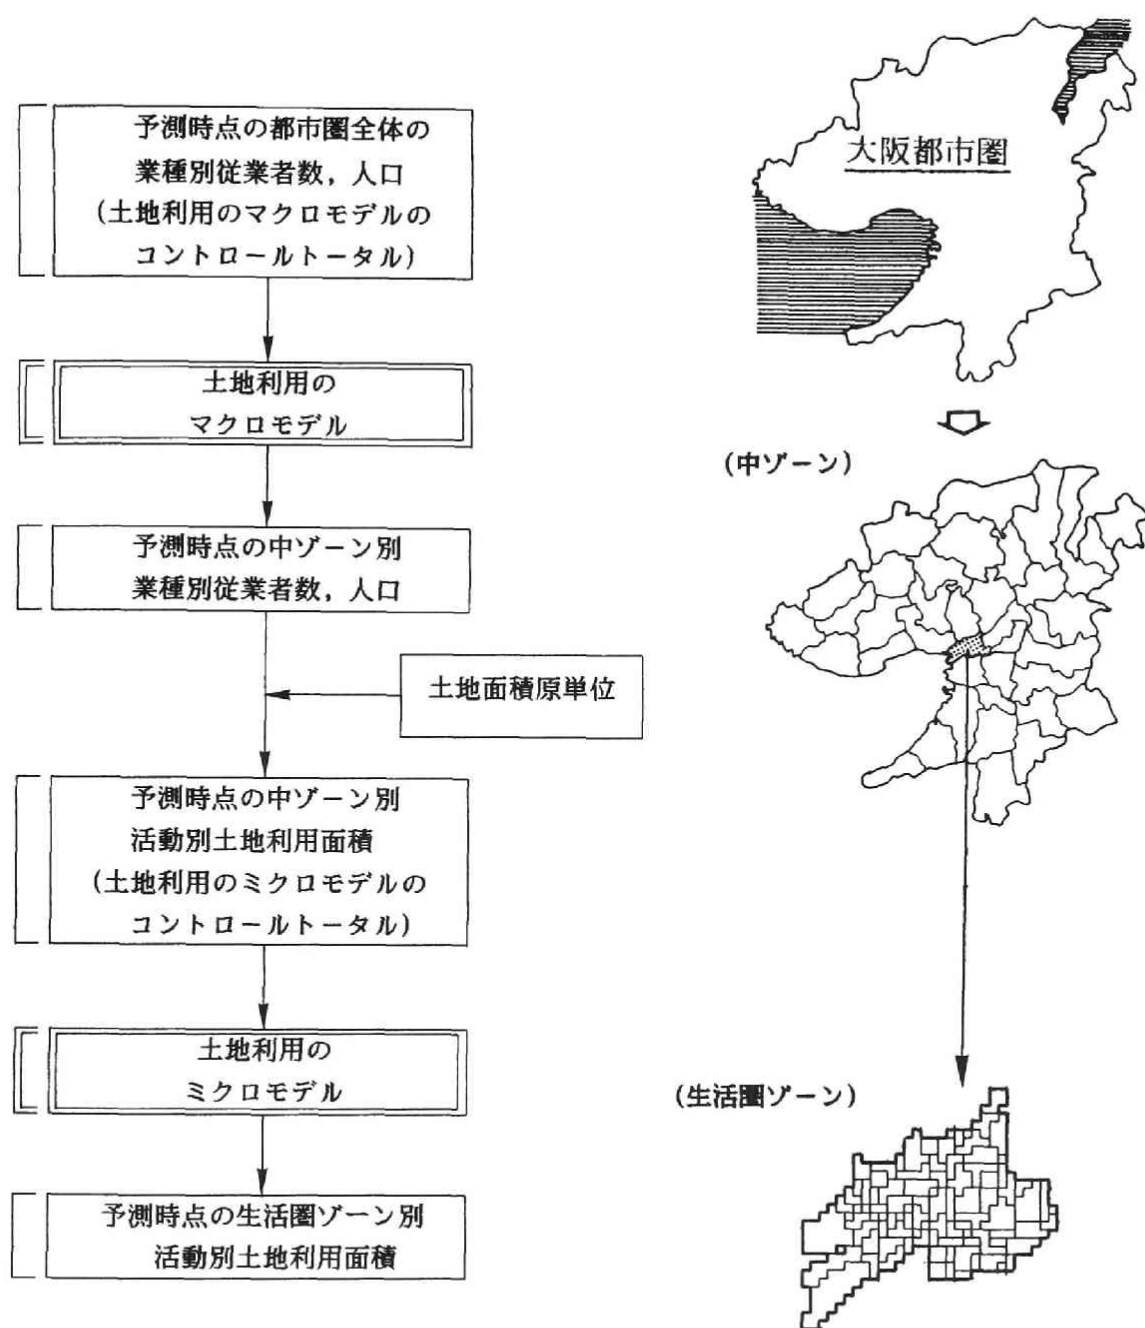 予測時点の都市圏全体の
業種別従業者数，人口
(土地利用のマクロモデルの
コントロールトータル)
土地利用の
マクロモデル
予測時点の中ゾーン別
業種別従業者数，人口
土地面積原単位
予測時点の中ゾーン別
活動別土地利用面積
(土地利用のミクロモデルの
コントロールトータル)
土地利用の
ミクロモデル
予測時点の生活圏ゾーン別
活動別土地利用面積
大阪都市圏
(中ゾーン)
(生活圏ゾーン)